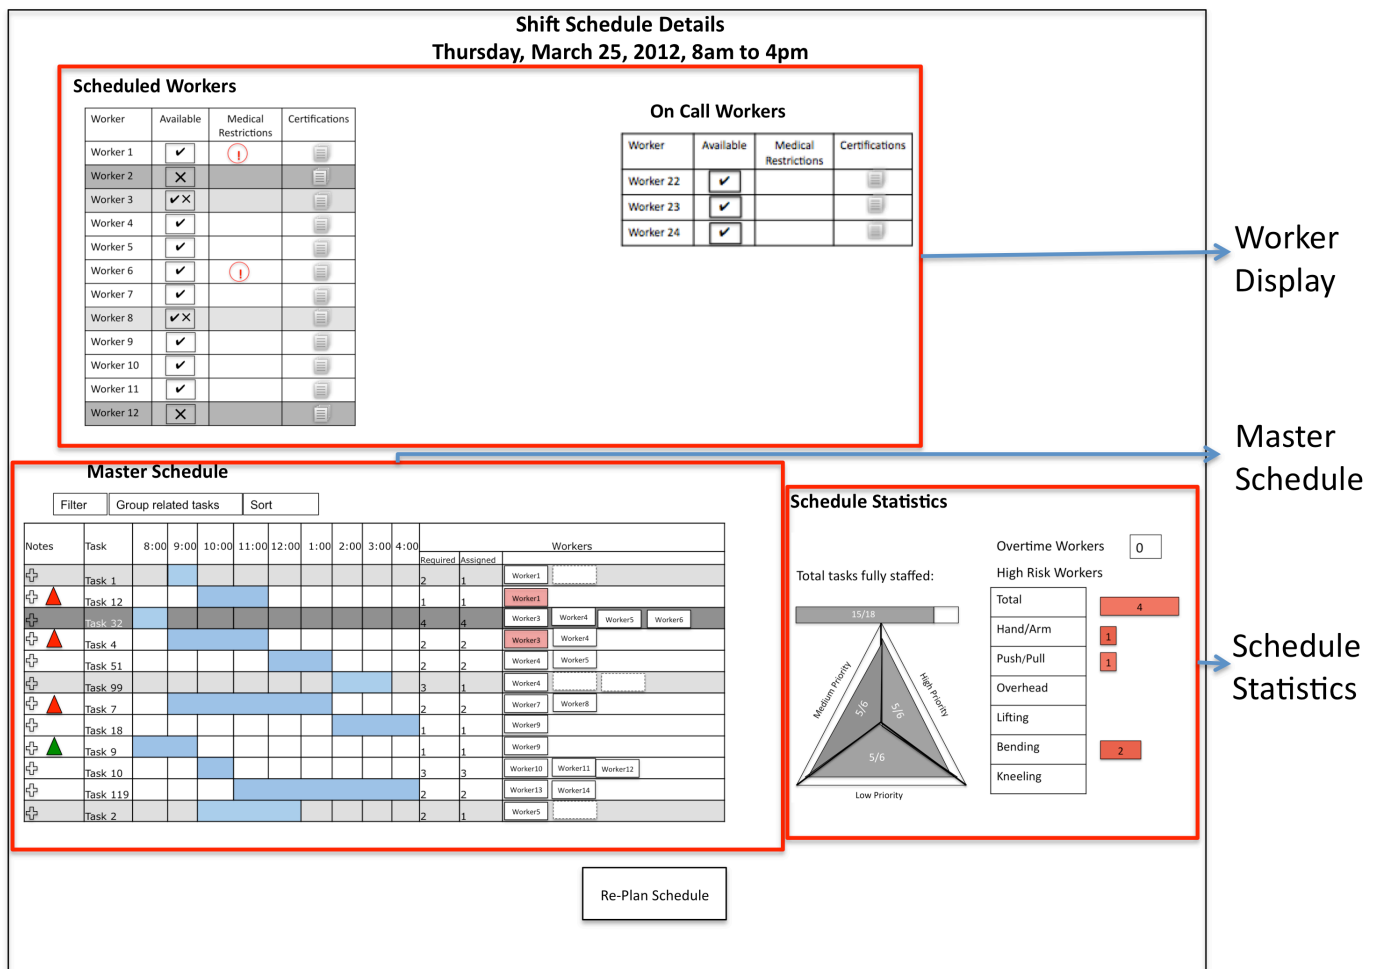 Shift Schedule Details
Thursday, March 25, 2012, 8am to 4pm
Scheduled Workers
Worker Available Medical Restrictions Certifications
Worker 1 !
Worker 2
Worker 3
Worker 4
Worker 5
Worker 6 !
Worker 7
Worker 8
Worker 9
Worker 10
Worker 11
Worker 12
On Call Workers
Worker Available Medical Restrictions Certifications
Worker 22
Worker 23
Worker 24
Worker
Display
Master
Schedule
Master Schedule
Filter Group related tasks Sort
Notes Task 8:00 9:00 10:00 11:00 12:00 1:00 2:00 3:00 4:00 Workers
Required Assigned
Task 1 2 1 Worker1
Task 12 1 1 Worker1
Task 32 4 4 Worker3 Worker4 Worker5 Worker6
Task 4 2 2 Worker3 Worker4
Task 51 2 2 Worker4 Worker5
Task 99 3 1 Worker4
Task 7 2 2 Worker7 Worker8
Task 18 1 1 Worker9
Task 9 1 1 Worker9
Task 10 3 3 Worker10 Worker11 Worker12
Task 119 2 2 Worker13 Worker14
Task 2 2 1 Worker5
Schedule Statistics
Total tasks fully staffed:
15/18
Medium Priority
High Priority
5/6
5/6
5/6
Low Priority
Overtime Workers 0
High Risk Workers
Total 4
Hand/Arm 1
Push/Pull 1
Overhead
Lifting
Bending 2
Kneeling
Schedule
Statistics
Re-Plan Schedule